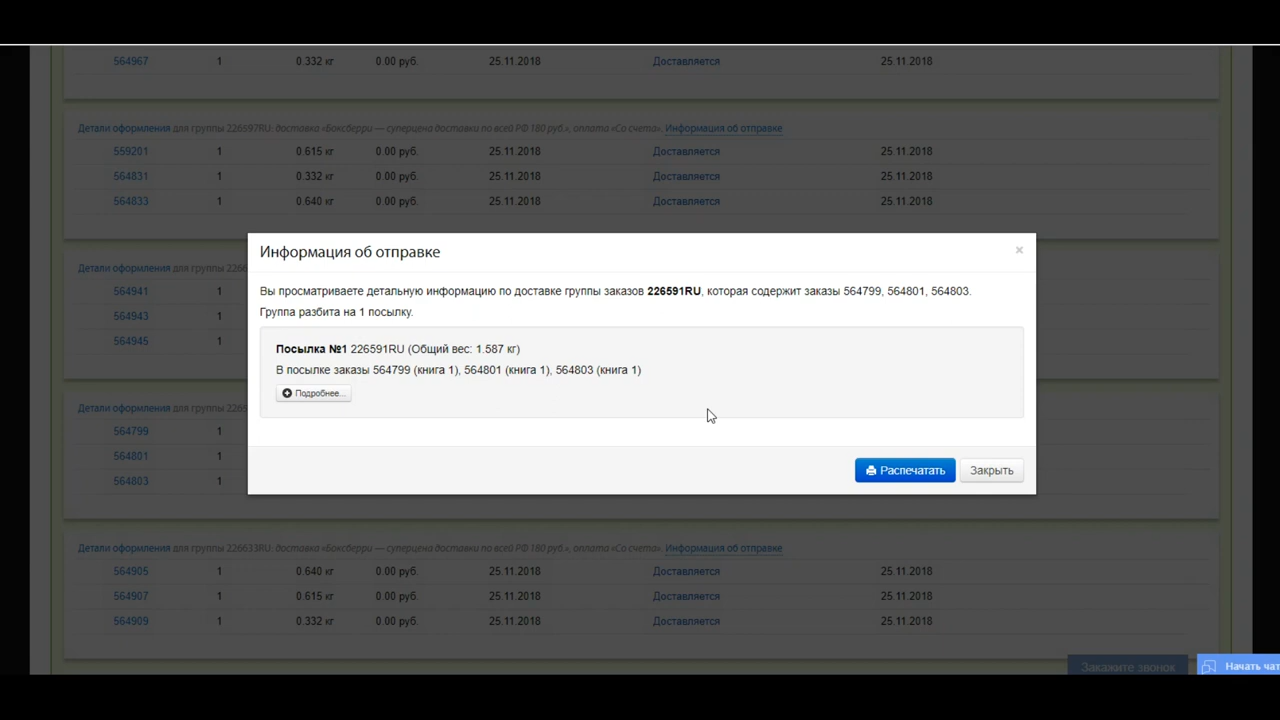 564967 1 0.332 кг 0.00 руб. 25.11.2018 Доставляется 25.11.2018
Детали оформления для группы 226597RU: доставка «Боксберри — суперцена доставки по всей РФ 180 руб.», оплата «Со счета». Информация об отправке
559201 1 0.615 кг 0.00 руб. 25.11.2018 Доставляется 25.11.2018
564831 1 0.332 кг 0.00 руб. 25.11.2018 Доставляется 25.11.2018
564833 1 0.640 кг 0.00 руб. 25.11.2018 Доставляется 25.11.2018
Информация об отправке ×
Детали оформления для группы
564941 1
564943 1
564945 1
Вы просматриваете детальную информацию по доставке группы заказов 226591RU, которая содержит заказы 564799, 564801, 564803.
Группа разбита на 1 посылку.
Посылка №1 226591RU (Общий вес: 1.587 кг)
В посылке заказы 564799 (книга 1), 564801 (книга 1), 564803 (книга 1)
Подробнее...
Детали оформления для группы
564799 1
564801 1
564803 1
Распечатать Закрыть
Детали оформления для группы 226633RU: доставка «Боксберри — суперцена доставки по всей РФ 180 руб.», оплата «Со счета». Информация об отправке
564905 1 0.640 кг 0.00 руб. 25.11.2018 Доставляется 25.11.2018
564907 1 0.615 кг 0.00 руб. 25.11.2018 Доставляется 25.11.2018
564909 1 0.332 кг 0.00 руб. 25.11.2018 Доставляется 25.11.2018
Закажите звонок
Начать чат